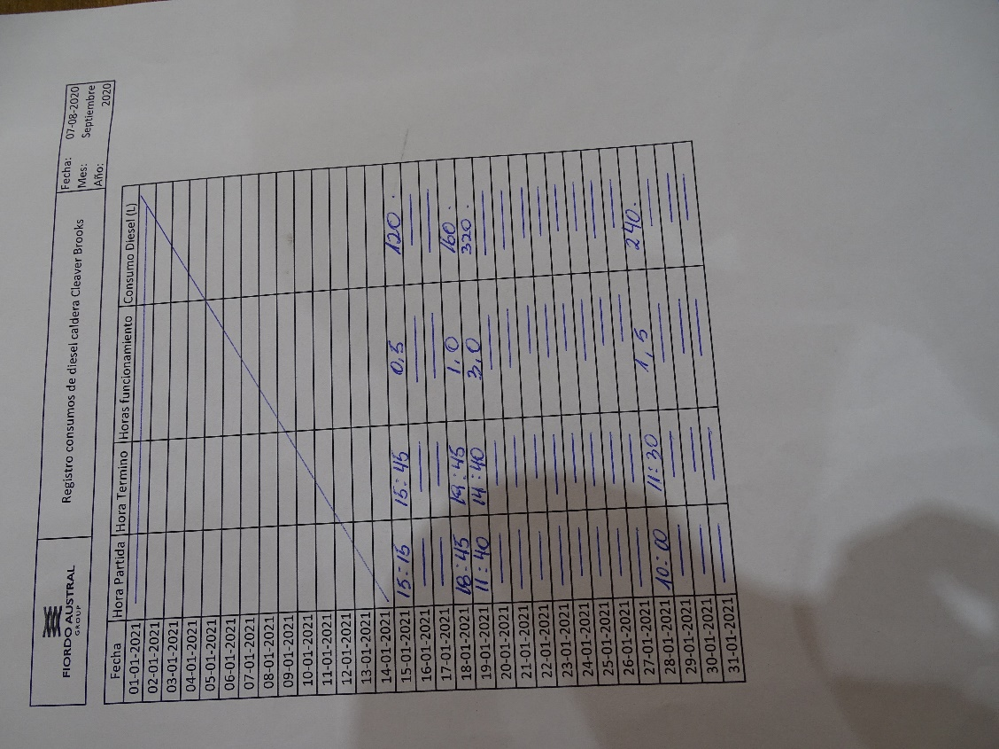 FIORDO AUSTRAL
GROUP
Registro consumos de diesel caldera Cleaver Brooks
Fecha: 07-08-2020
Mes: Septiembre
Año: 2020
Fecha Hora Partida Hora Termino Horas funcionamiento Consumo Diesel (L)
01-01-2021
02-01-2021
03-01-2021
04-01-2021
05-01-2021
06-01-2021
07-01-2021
08-01-2021
09-01-2021
10-01-2021
11-01-2021
12-01-2021
13-01-2021
14-01-2021
15-01-2021 15:15 15:45 0,5 120.
16-01-2021
17-01-2021
18-01-2021 18:45 19:45 1,0 160.
19-01-2021 11:40 14:40 3,0 320.
20-01-2021
21-01-2021
22-01-2021
23-01-2021
24-01-2021
25-01-2021
26-01-2021
27-01-2021
28-01-2021 10:00 11:30 1,5 240.
29-01-2021
30-01-2021
31-01-2021